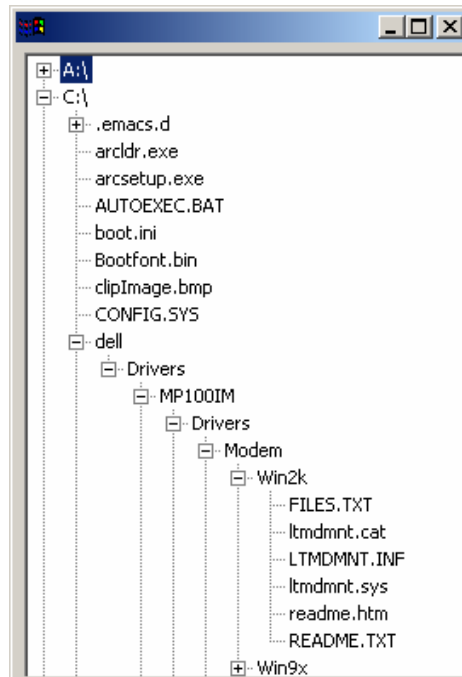 A:\
C:\
.emacs.d
arcldr.exe
arcsetup.exe
AUTOEXEC.BAT
boot.ini
Bootfont.bin
clipImage.bmp
CONFIG.SYS
dell
Drivers
MP100IM
Drivers
Modem
Win2k
FILES.TXT
ltmdmnt.cat
LTMDMNT.INF
ltmdmnt.sys
readme.htm
README.TXT
Win9x